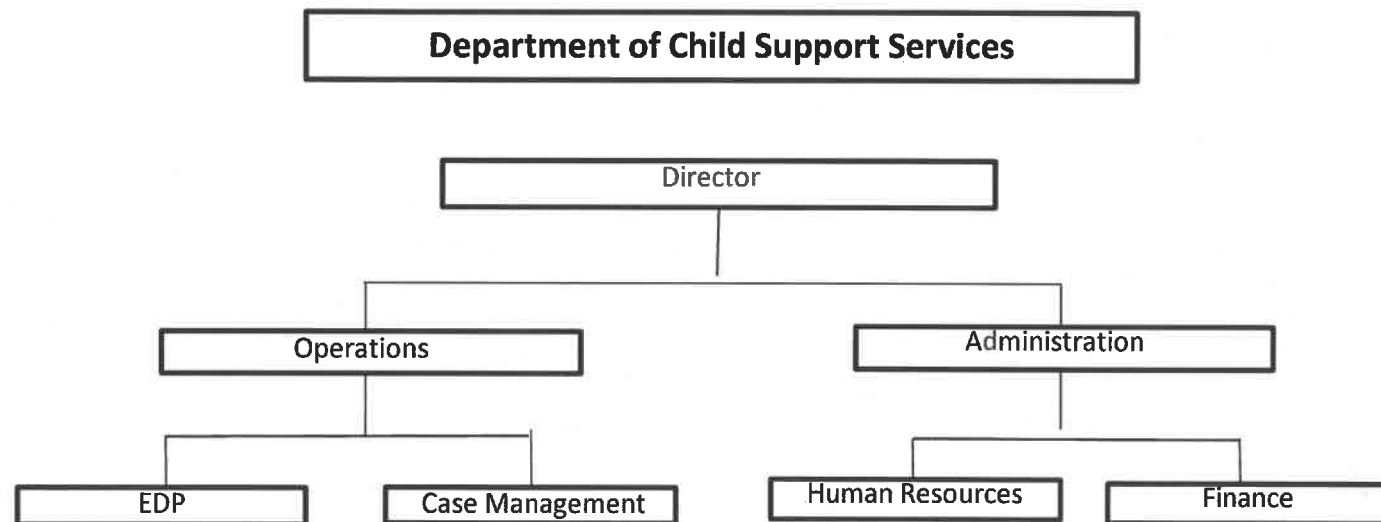 Department of Child Support Services
Director
Operations
Administration
EDP
Case Management
Human Resources
Finance